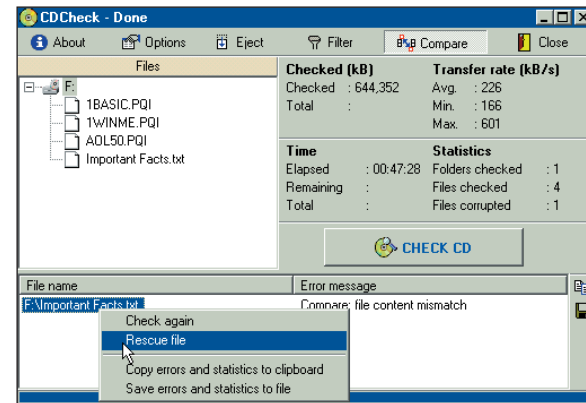 CDCheck - Done
About Options Eject Filter Compare Close
Files
F:
1BASIC.PQI
1WINME.PQI
AOL50.PQI
Important Facts.txt
Checked (kB)
Checked : 644,352
Total :
Transfer rate (kB/s)
Avg. : 226
Min. : 166
Max. : 601
Time
Elapsed : 00:47:28
Remaining :
Total :
Statistics
Folders checked : 1
Files checked : 4
Files corrupted : 1
CHECK CD
File name Error message
F:\Important Facts.txt Compare: file content mismatch
Check again
Rescue file
Copy errors and statistics to clipboard
Save errors and statistics to file